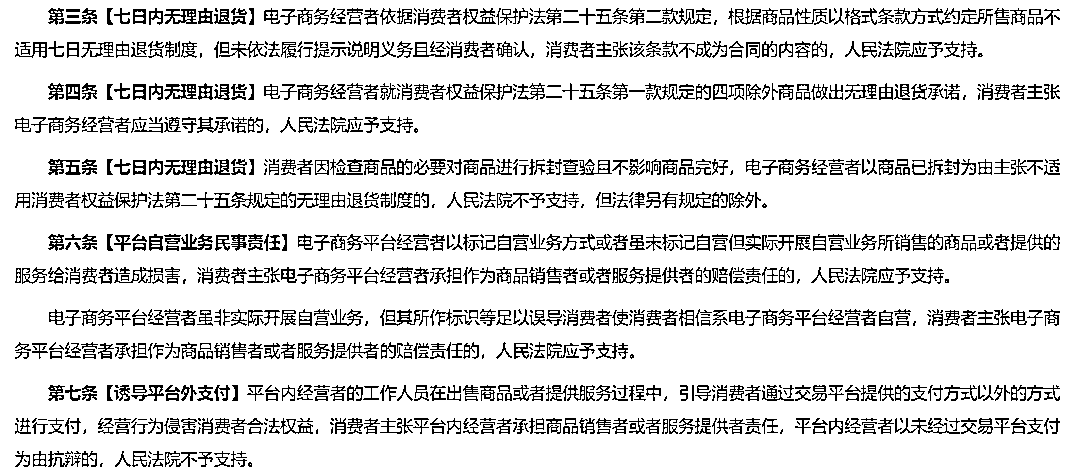 第三条【七日内无理由退货】电子商务经营者依据消费者权益保护法第二十五条第二款规定，根据商品性质以格式条款方式约定所售商品不
适用七日无理由退货制度，但未依法履行提示说明义务且经消费者确认，消费者主张该条款不成为合同的内容的，人民法院应予支持。
第四条【七日内无理由退货】电子商务经营者就消费者权益保护法第二十五条第一款规定的四项除外商品做出无理由退货承诺，消费者主张
电子商务经营者应当遵守其承诺的，人民法院应予支持。
第五条【七日内无理由退货】消费者因检查商品的必要对商品进行拆封查验且不影响商品完好，电子商务经营者以商品已拆封为由主张不适
用消费者权益保护法第二十五条规定的无理由退货制度的，人民法院不予支持，但法律另有规定的除外。
第六条【平台自营业务民事责任】电子商务平台经营者以标记自营业务方式或者虽未标记自营但实际开展自营业务所销售的商品或者提供的
服务给消费者造成损害，消费者主张电子商务平台经营者承担作为商品销售者或者服务提供者的赔偿责任的，人民法院应予支持。
电子商务平台经营者虽非实际开展自营业务，但其所作标识等足以误导消费者使消费者相信系电子商务平台经营者自营，消费者主张电子商
务平台经营者承担作为商品销售者或者服务提供者的赔偿责任的，人民法院应予支持。
第七条【诱导平台外支付】平台内经营者的工作人员在出售商品或者提供服务过程中，引导消费者通过交易平台提供的支付方式以外的方式
进行支付，经营行为侵害消费者合法权益，消费者主张平台内经营者承担商品销售者或者服务提供者责任，平台内经营者以未经过交易平台支付
为由抗辩的，人民法院不予支持。